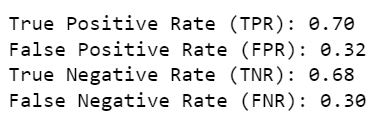 True Positive Rate (TPR): 0.70
False Positive Rate (FPR): 0.32
True Negative Rate (TNR): 0.68
False Negative Rate (FNR): 0.30